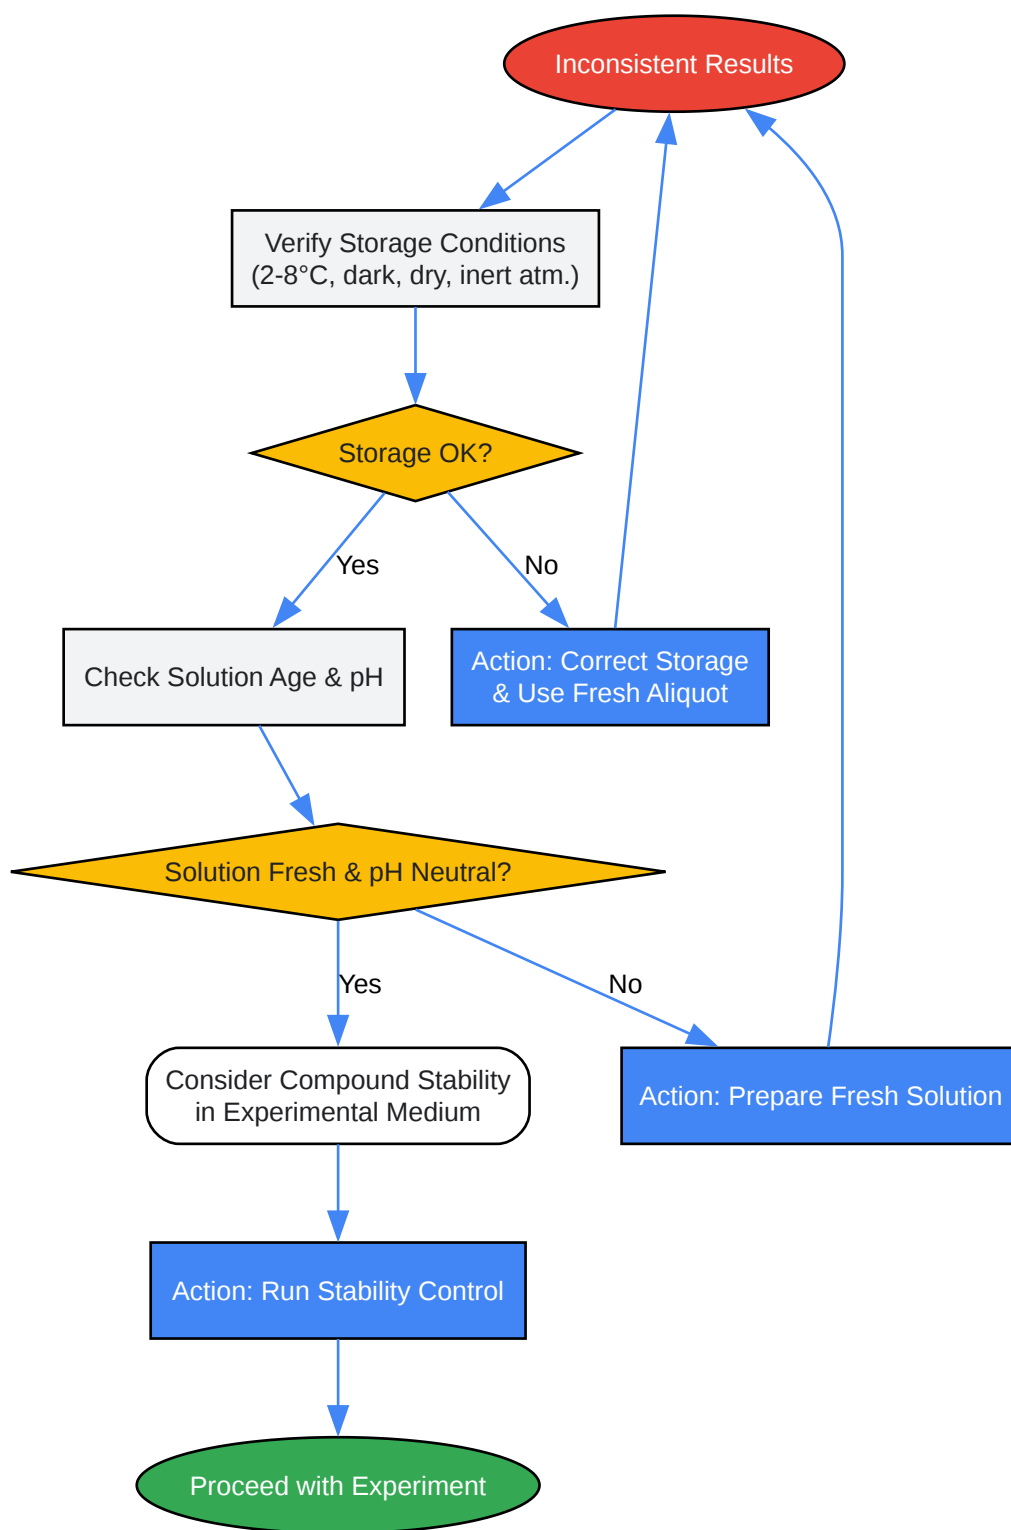 Inconsistent Results
Verify Storage Conditions
(2-8°C, dark, dry, inert atm.)
Storage OK?
Yes
No
Check Solution Age & pH
Action: Correct Storage
& Use Fresh Aliquot
Solution Fresh & pH Neutral?
Yes
No
Consider Compound Stability
in Experimental Medium
Action: Prepare Fresh Solution
Action: Run Stability Control
Proceed with Experiment